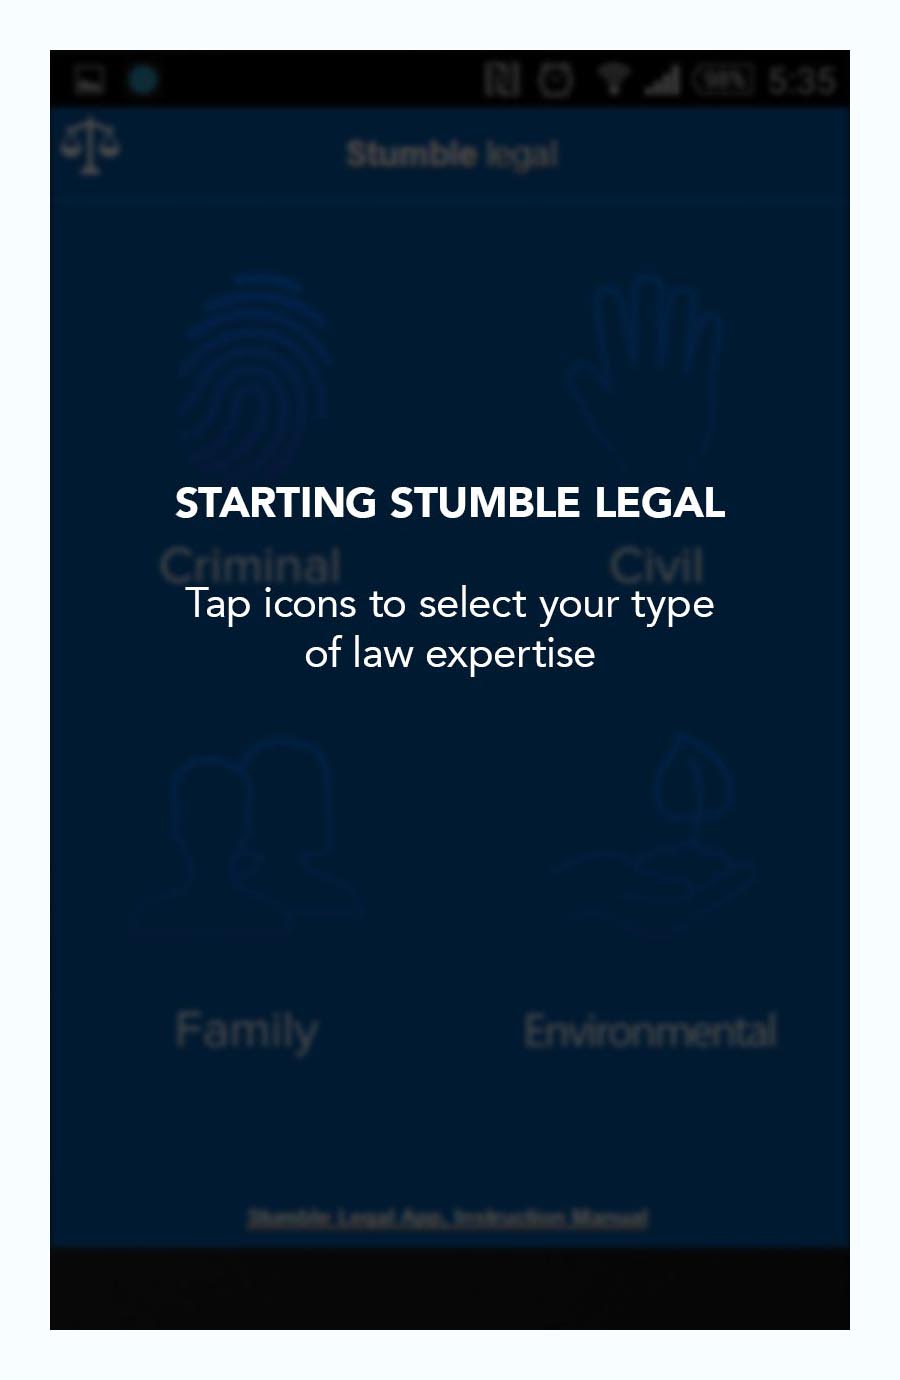 98% 5:35
Stumble legal
STARTING STUMBLE LEGAL
Criminal Civil
Tap icons to select your type
of law expertise
Family Environmental
Stumble Legal App, Instruction Manual